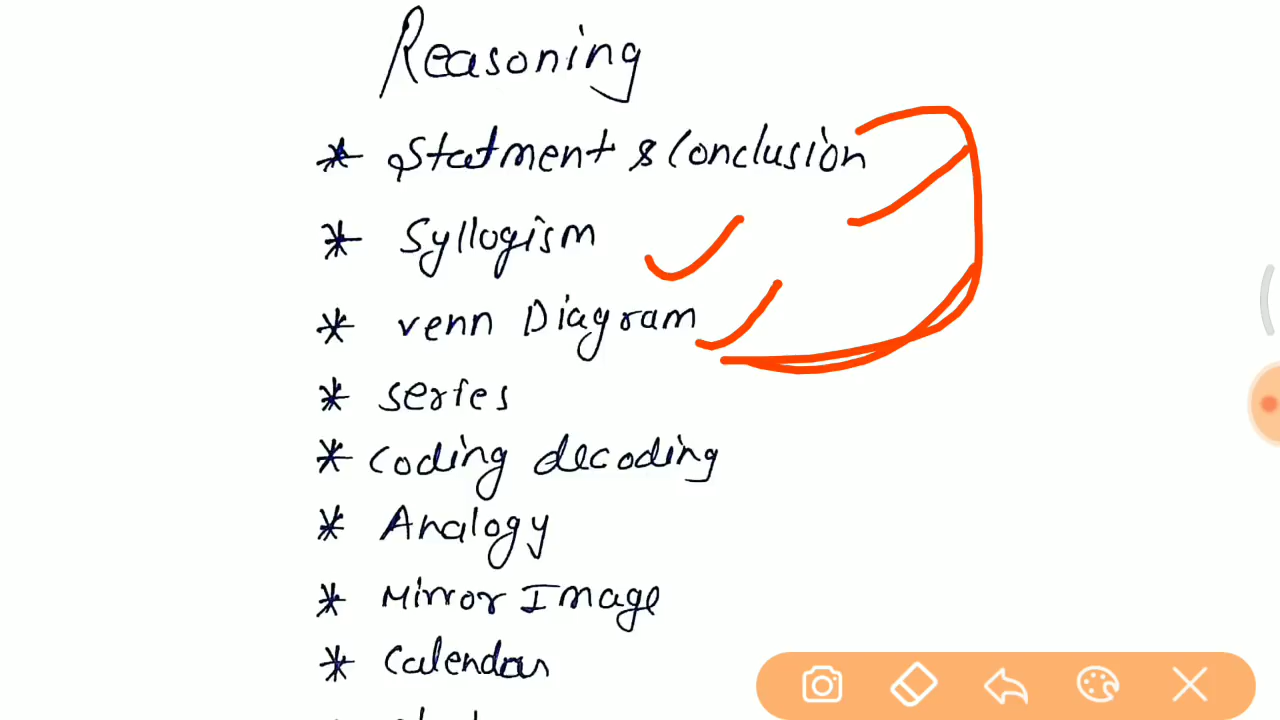 Reasoning
* Statment & Conclusion
* Syllogism
* venn Diagram
* series
* coding decoding
* Analogy
* Mirror Image
* Calendar